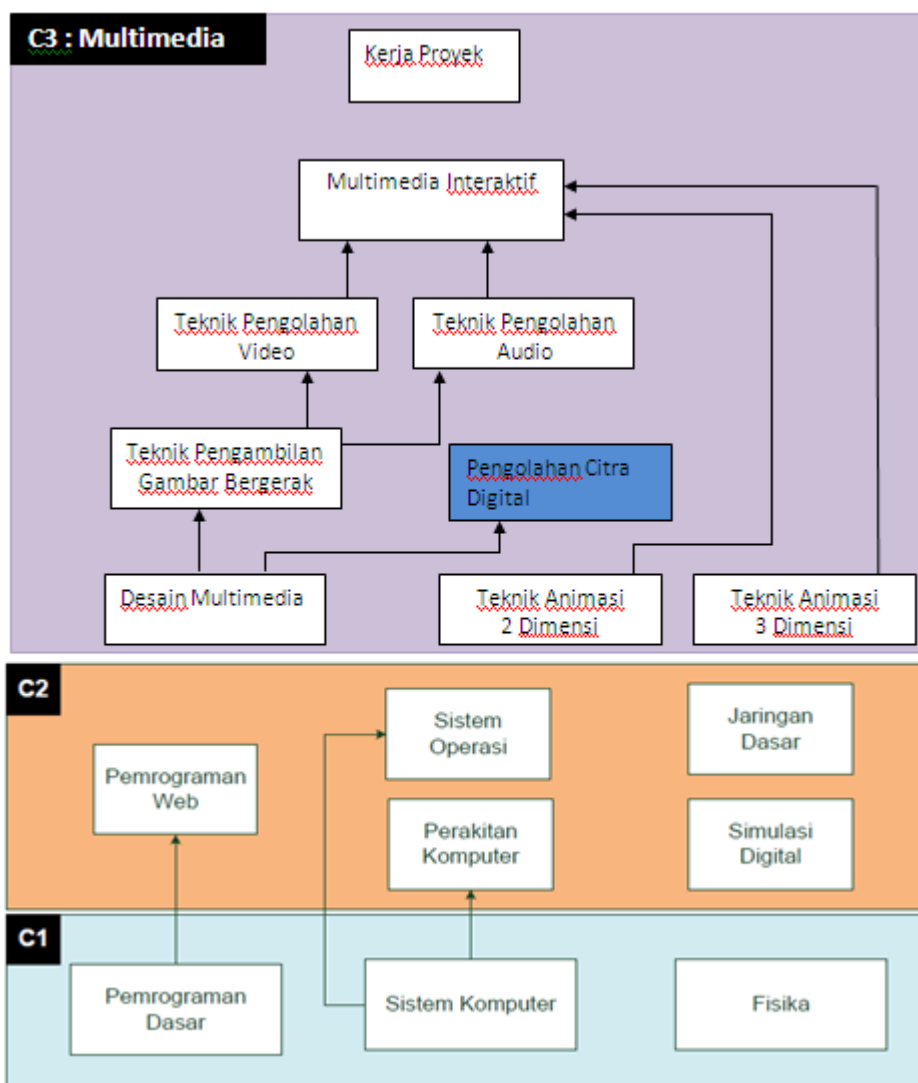 C3 : Multimedia
Kerja Proyek
Multimedia Interaktif
Teknik Pengolahan
Video
Teknik Pengolahan
Audio
Teknik Pengambilan
Gambar Bergerak
Pengolahan Citra
Digital
Desain Multimedia
Teknik Animasi
2 Dimensi
Teknik Animasi
3 Dimensi
C2
Sistem
Operasi
Jaringan
Dasar
Pemrograman
Web
Perakitan
Komputer
Simulasi
Digital
C1
Pemrograman
Dasar
Sistem Komputer
Fisika